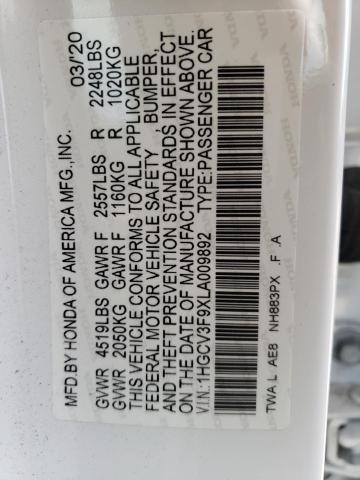 MFD.BY HONDA OF AMERICA MFG.,INC. 03/'20
GVWR 4519LBS GAWR F 2557LBS R 2248LBS
GVWR 2050KG GAWR F 1160KG R 1020KG
THIS VEHICLE CONFORMS TO ALL APPLICABLE
FEDERAL MOTOR VEHICLE SAFETY , BUMPER,
AND THEFT PREVENTION STANDARDS IN EFFECT
ON THE DATE OF MANUFACTURE SHOWN ABOVE.
V.I.N.:1HGCV3F9XLA009892 TYPE:PASSENGER CAR
TWA L AE8 NH883PX .F .A